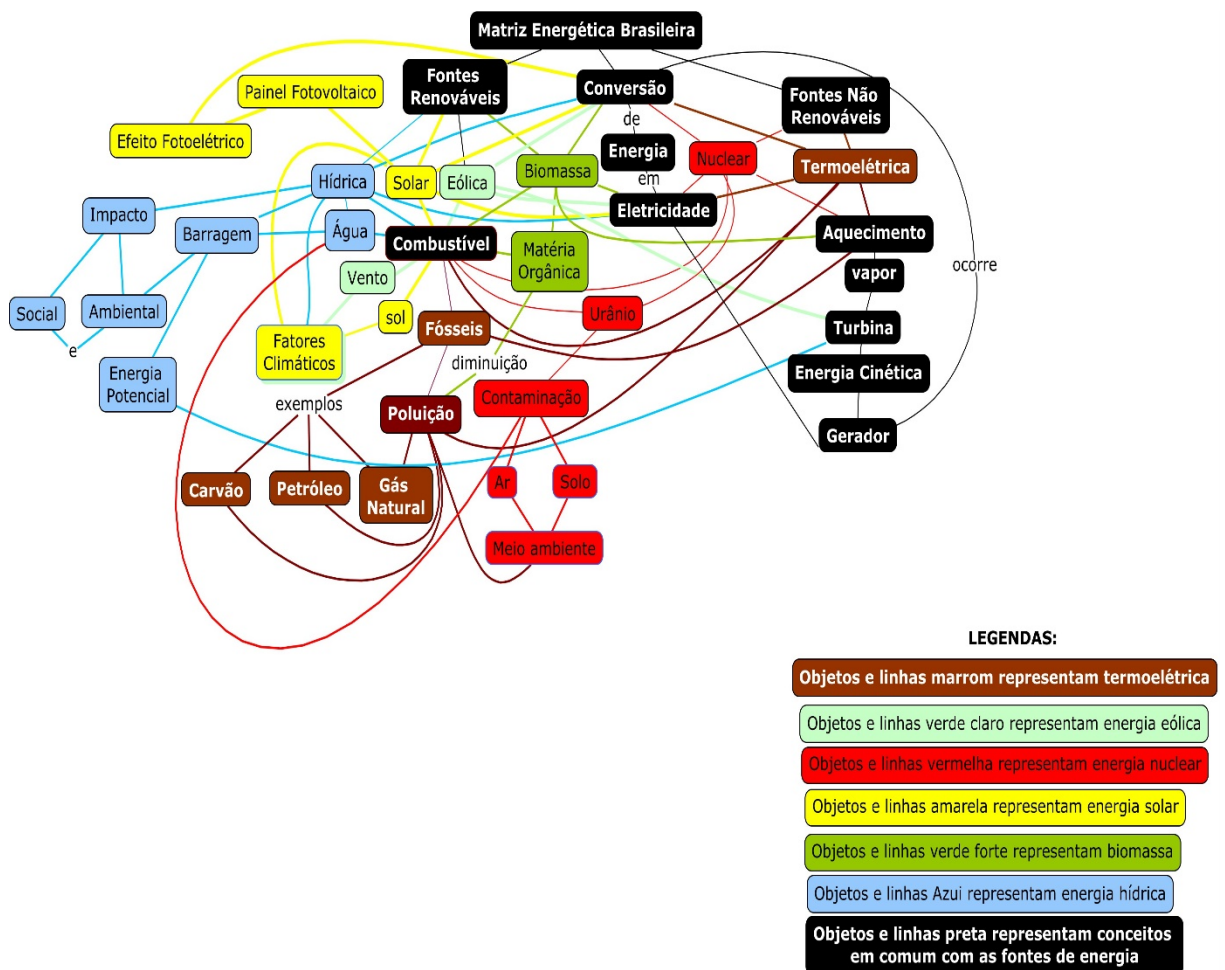 Matriz Energética Brasileira
Fontes
Renováveis
Conversão
Fontes Não
Renováveis
Painel Fotovoltaico
de
Efeito Fotoelétrico
Energia
Nuclear
Termoelétrica
Hídrica
Solar
Eólica
Biomassa
em
Eletricidade
Impacto
Barragem
Água
Combustível
Matéria
Orgânica
Aquecimento
ocorre
Vento
vapor
Social
Ambiental
sol
Urânio
Fósseis
Turbina
e
Fatores
Climáticos
diminuição
Energia
Potencial
Energia Cinética
exemplos
Poluição
Contaminação
Gerador
Carvão
Petróleo
Gás
Natural
Ar
Solo
Meio ambiente
LEGENDAS:
Objetos e linhas marrom representam termoelétrica
Objetos e linhas verde claro representam energia eólica
Objetos e linhas vermelha representam energia nuclear
Objetos e linhas amarela representam energia solar
Objetos e linhas verde forte representam biomassa
Objetos e linhas Azui representam energia hídrica
Objetos e linhas preta representam conceitos
em comum com as fontes de energia